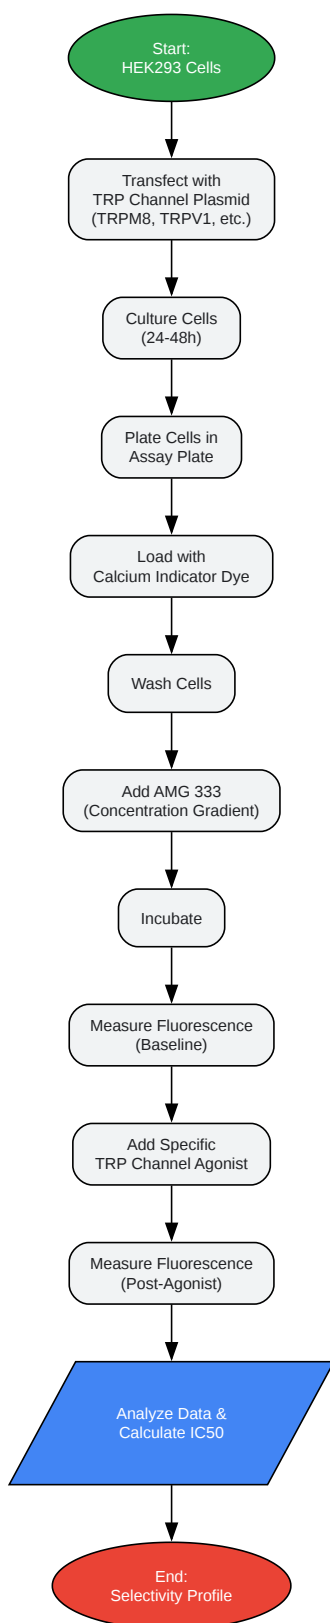 Start:
HEK293 Cells
Transfect with
TRP Channel Plasmid
(TRPM8, TRPV1, etc.)
Culture Cells
(24-48h)
Plate Cells in
Assay Plate
Load with
Calcium Indicator Dye
Wash Cells
Add AMG 333
(Concentration Gradient)
Incubate
Measure Fluorescence
(Baseline)
Add Specific
TRP Channel Agonist
Measure Fluorescence
(Post-Agonist)
Analyze Data &
Calculate IC50
End:
Selectivity Profile